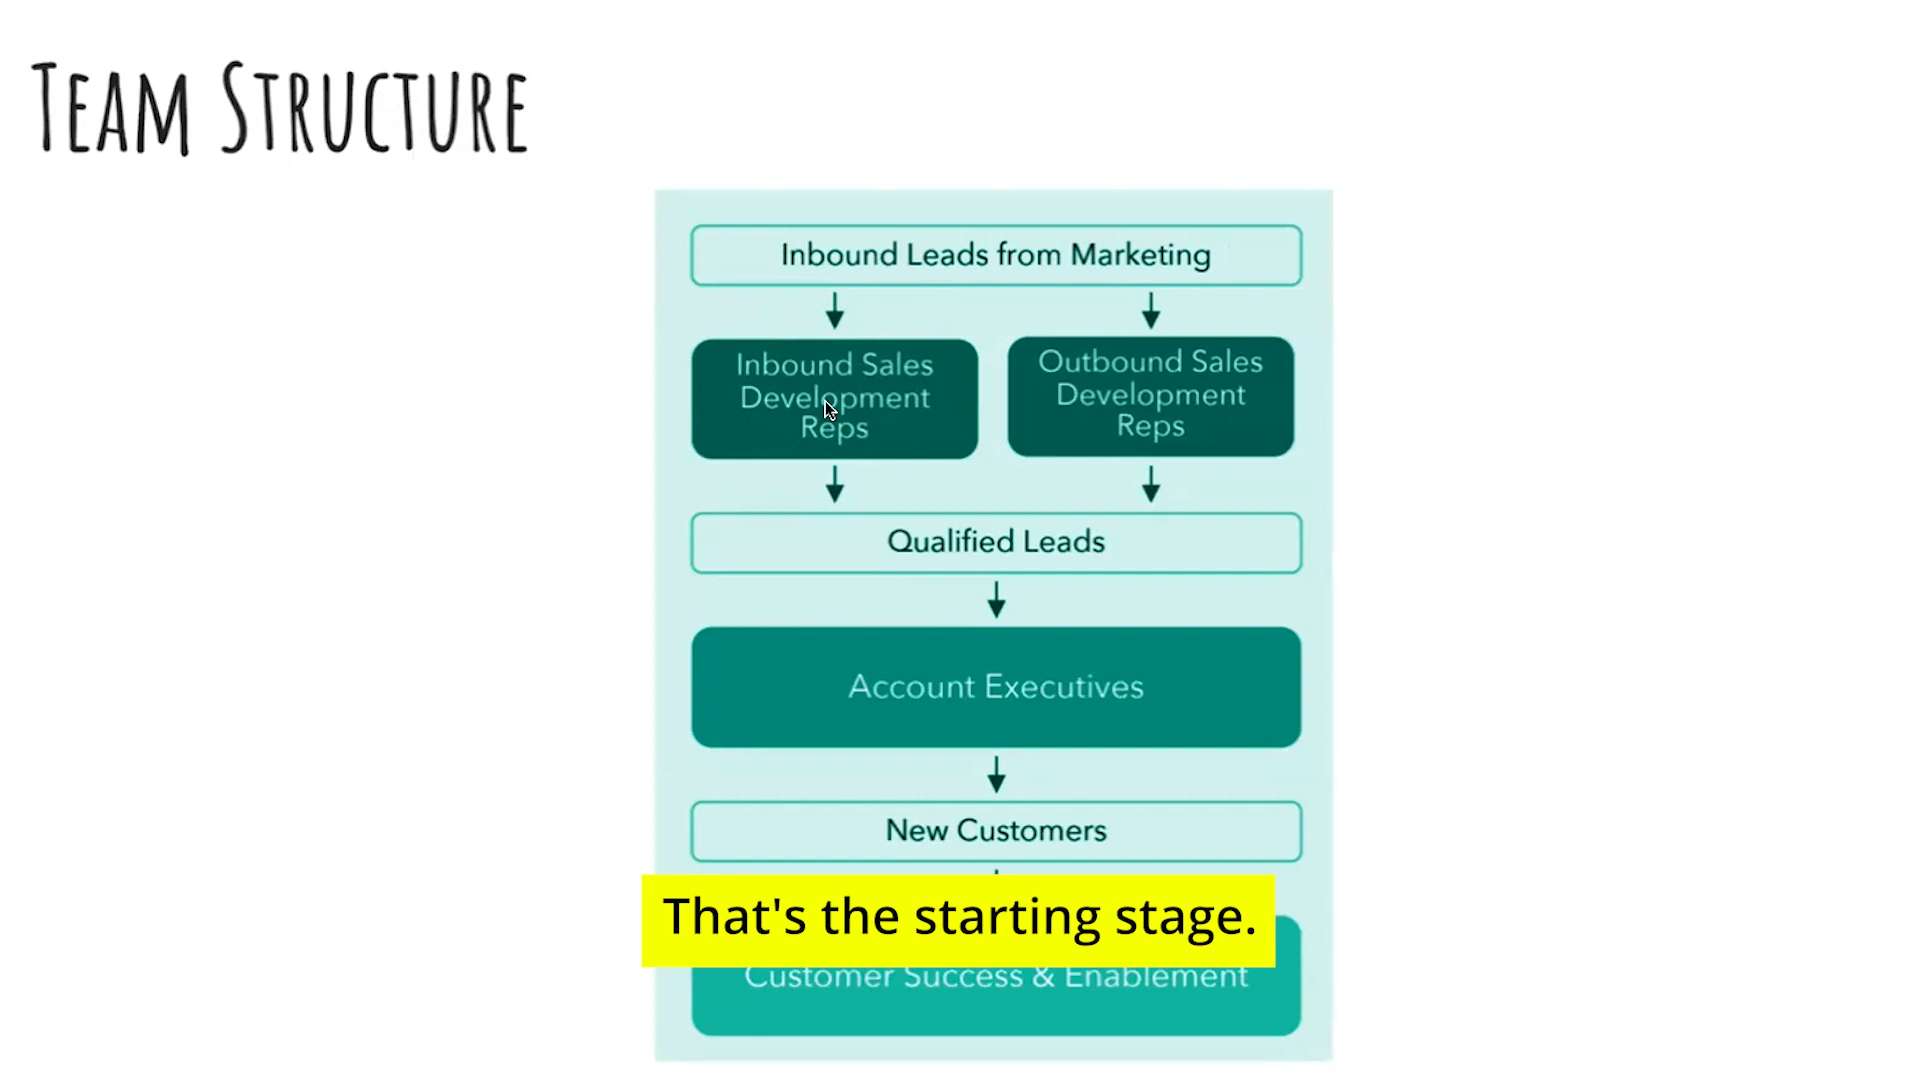 Team Structure
Inbound Leads from Marketing
Inbound Sales
Development
Reps
Outbound Sales
Development
Reps
Qualified Leads
Account Executives
New Customers
That's the starting stage.
Customer Success & Enablement